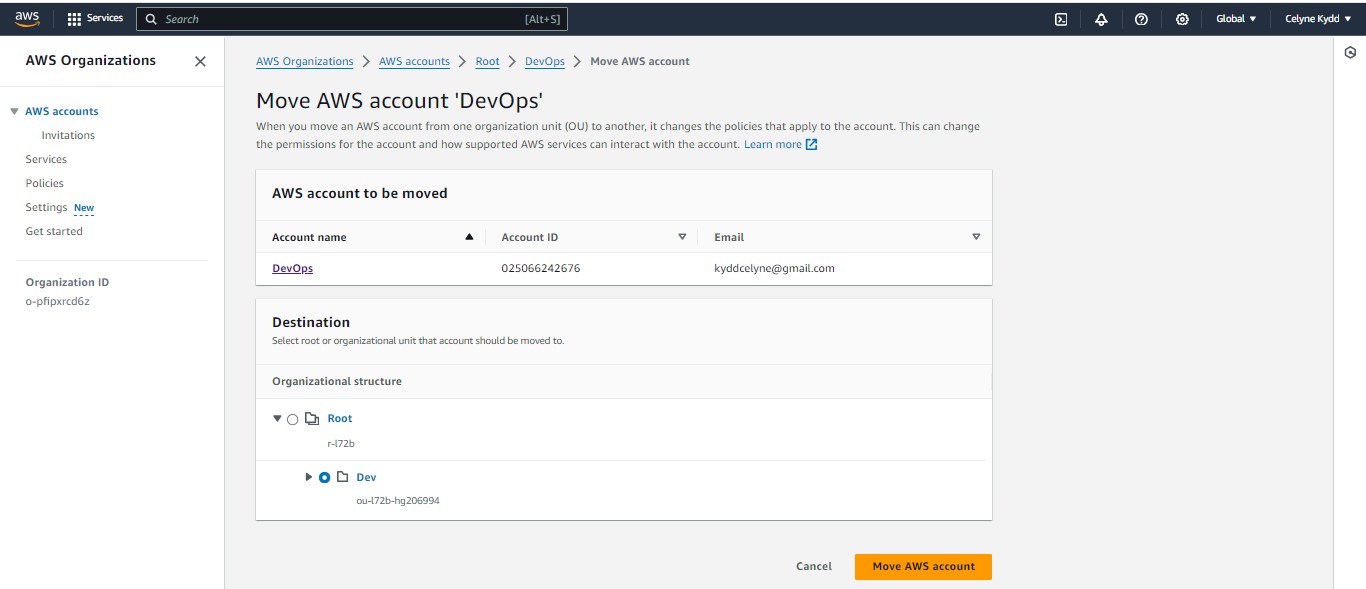 aws
Services
Search
[Alt+S]
Global
Celyne Kydd
AWS Organizations
AWS accounts
Invitations
Services
Policies
Settings New
Get started
Organization ID
o-pfipxrcd6z
AWS Organizations > AWS accounts > Root > DevOps > Move AWS account
Move AWS account 'DevOps'
When you move an AWS account from one organization unit (OU) to another, it changes the policies that apply to the account. This can change
the permissions for the account and how supported AWS services can interact with the account. Learn more
AWS account to be moved
Account name Account ID Email
DevOps 025066242676 kyddcelyne@gmail.com
Destination
Select root or organizational unit that account should be moved to.
Organizational structure
Root
r-l72b
Dev
ou-l72b-hg206994
Cancel Move AWS account